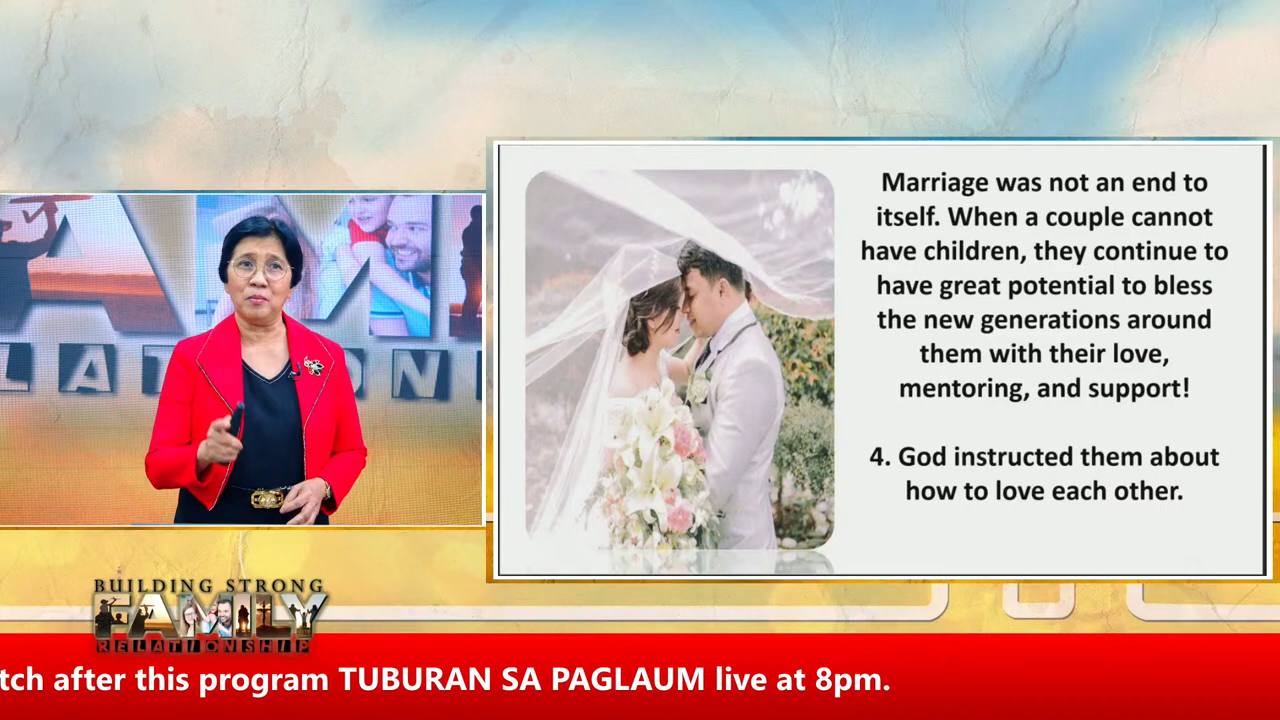 Marriage was not an end to
itself. When a couple cannot
have children, they continue to
have great potential to bless
the new generations around
them with their love,
mentoring, and support!
4. God instructed them about
how to love each other.
BUILDING STRONG
FAMILY
RELATIONSHIP
tch after this program TUBURAN SA PAGLAUM live at 8pm.